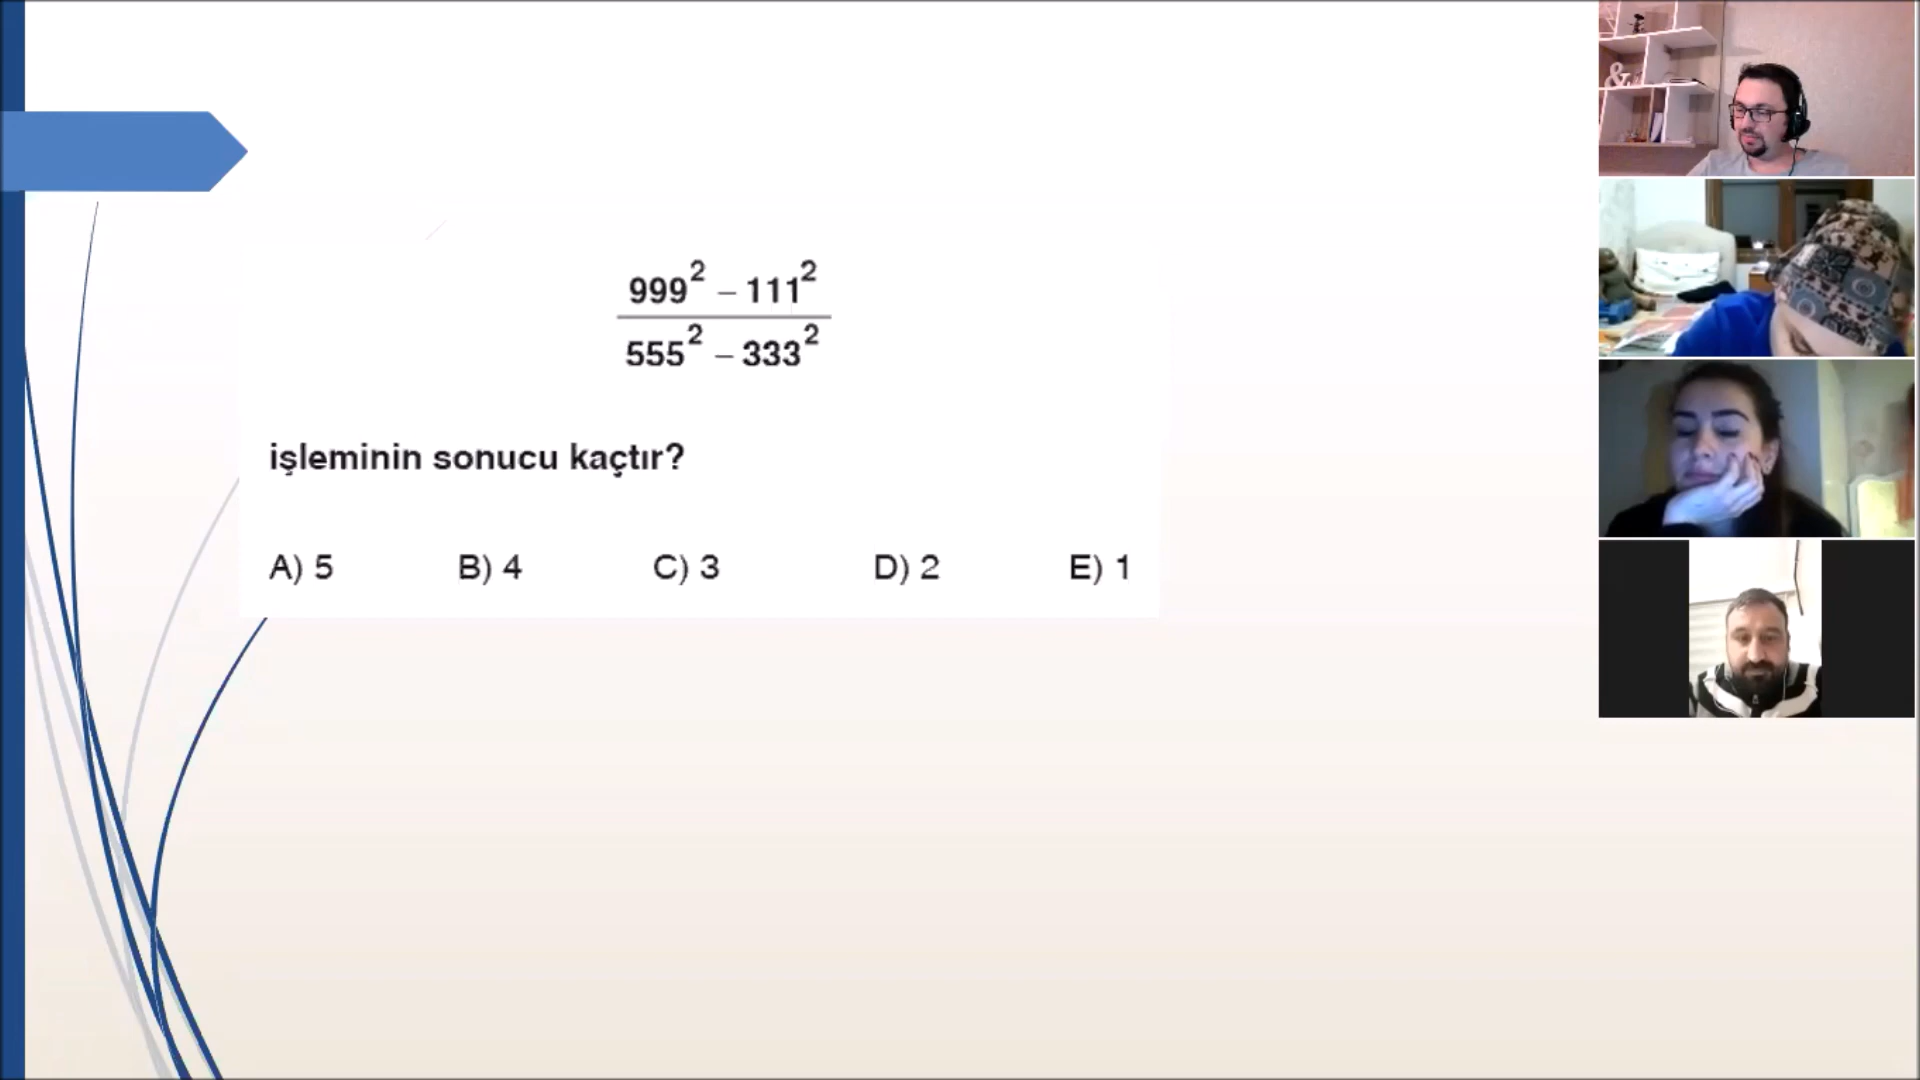 999² – 111²
555² – 333²
işleminin sonucu kaçtır?
A) 5 B) 4 C) 3 D) 2 E) 1
&